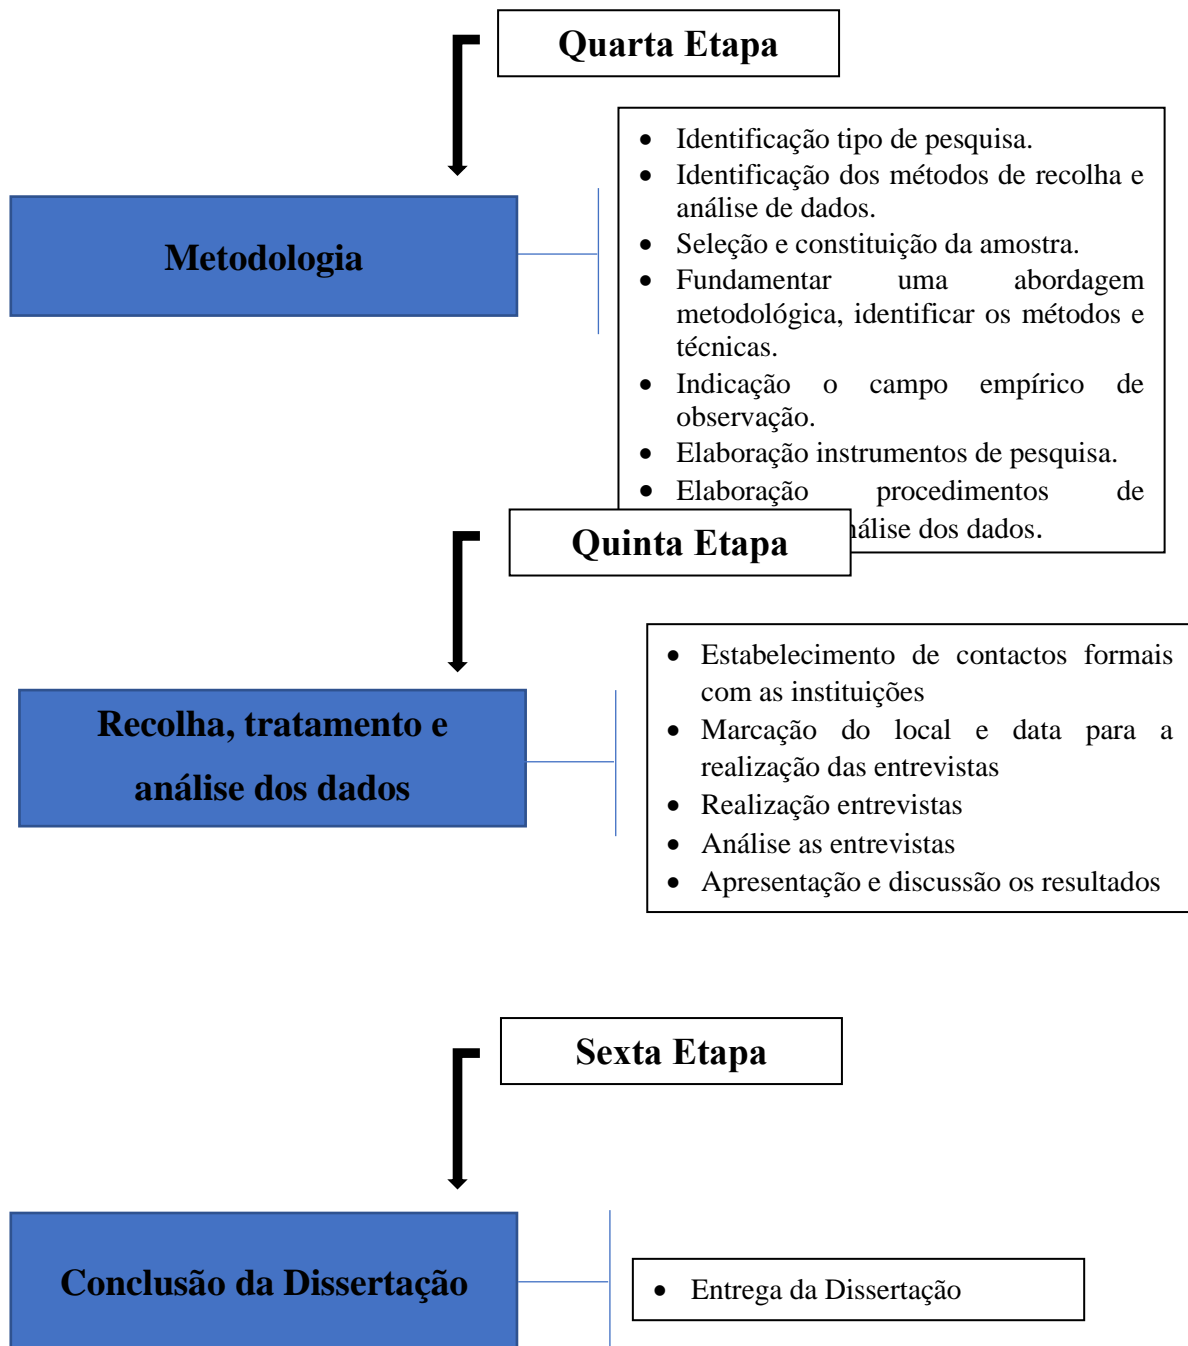 Quarta Etapa
Metodologia
• Identificação tipo de pesquisa.
• Identificação dos métodos de recolha e
análise de dados.
• Seleção e constituição da amostra.
• Fundamentar uma abordagem
metodológica, identificar os métodos e
técnicas.
• Indicação o campo empírico de
observação.
• Elaboração instrumentos de pesquisa.
• Elaboração procedimentos de
dos dados.
Quinta Etapa
Recolha, tratamento e
análise dos dados
• Estabelecimento de contactos formais
com as instituições
• Marcação do local e data para a
realização das entrevistas
• Realização entrevistas
• Análise as entrevistas
• Apresentação e discussão os resultados
Sexta Etapa
Conclusão da Dissertação
• Entrega da Dissertação